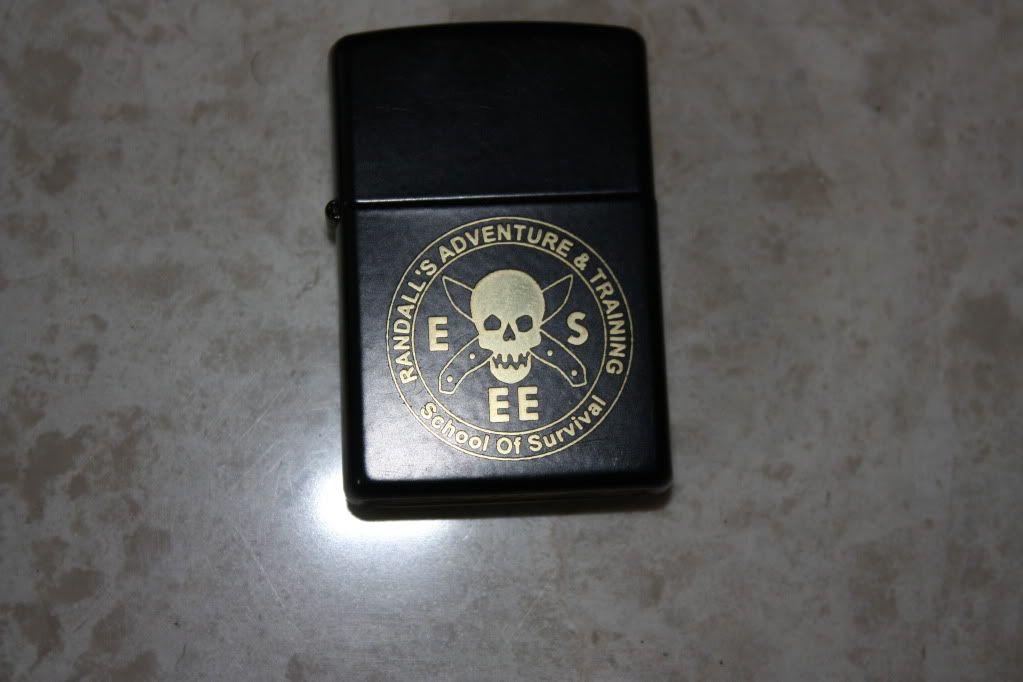 RANDALL'S ADVENTURE & TRAINING
E S
EE
School Of Survival